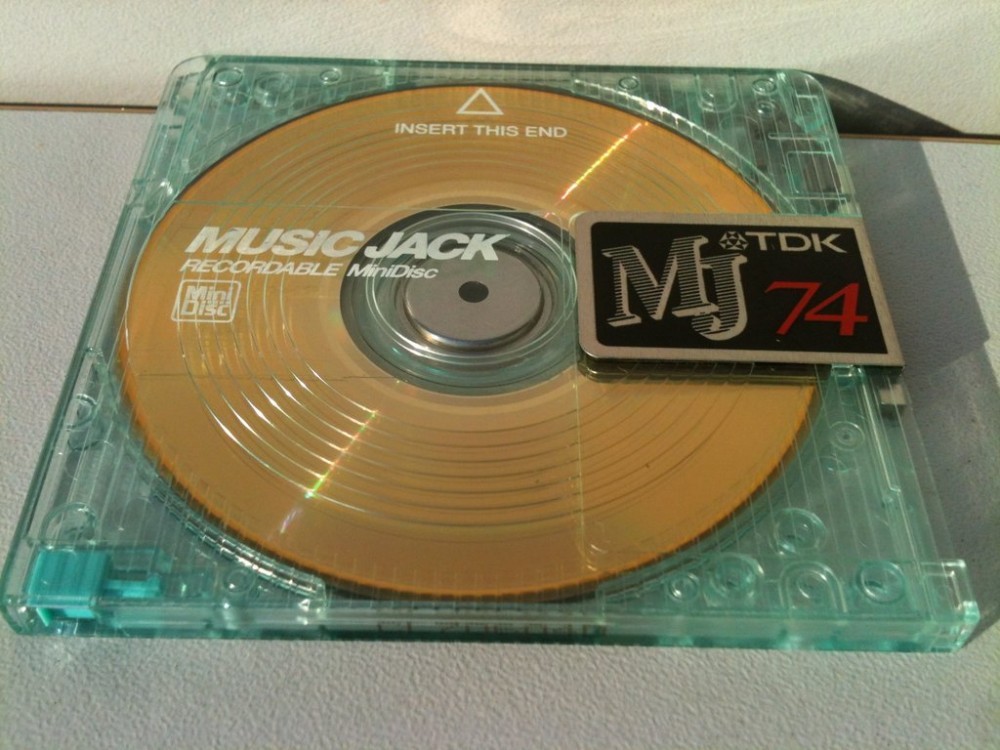 INSERT THIS END
MUSIC JACK
RECORDABLE MiniDisc
Mini
Disc
TDK
MJ 74